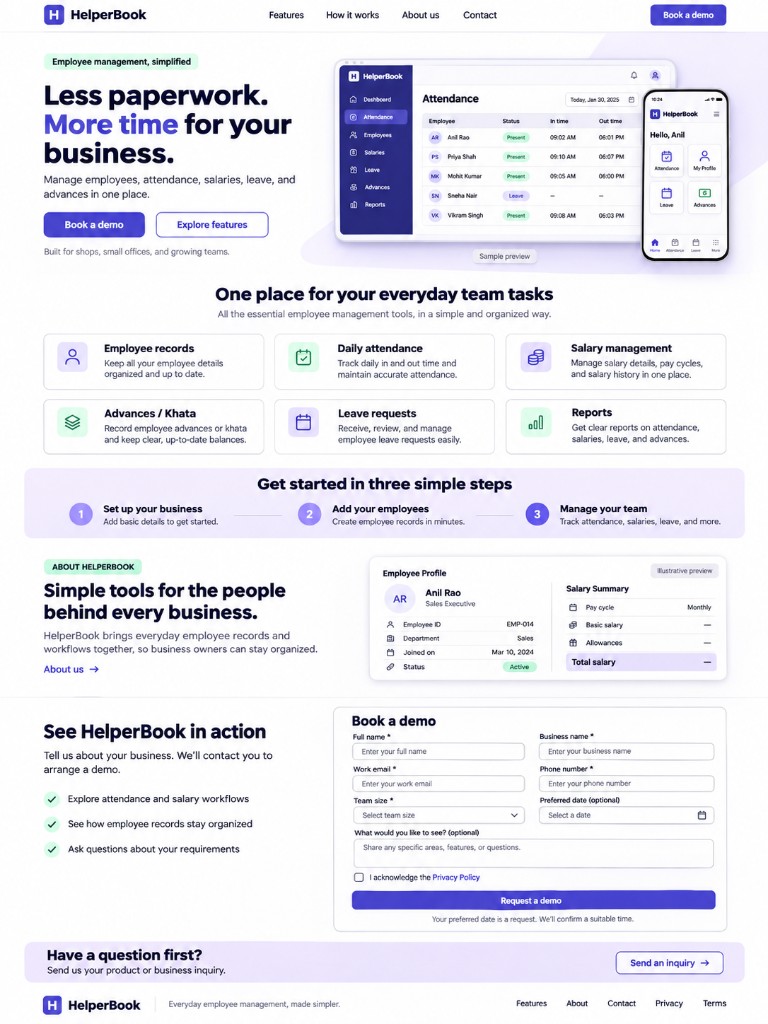 H HelperBook
Features How it works About us Contact
Book a demo
Employee management, simplified
Less paperwork.
More time for your
business.
Manage employees, attendance, salaries, leave, and
advances in one place.
Book a demo Explore features
Built for shops, small offices, and growing teams.
H HelperBook
Dashboard
Attendance
Employees
Salaries
Leave
Advances
Reports
Attendance
Today, Jan 30, 2025
Employee Status In time Out time
AR Anil Rao Present 09:02 AM 06:01 PM
PS Priya Shah Present 09:10 AM 06:07 PM
MK Mohit Kumar Present 09:05 AM 06:00 PM
SN Sneha Nair Leave – –
VK Vikram Singh Present 09:08 AM 06:03 PM
10:24
H HelperBook
Hello, Anil
Attendance My Profile
Leave Advances
Home Attendance Leave More
Sample preview
One place for your everyday team tasks
All the essential employee management tools, in a simple and organized way.
Employee records
Keep all your employee details
organized and up to date.
Daily attendance
Track daily in and out time and
maintain accurate attendance.
Salary management
Manage salary details, pay cycles,
and salary history in one place.
Advances / Khata
Record employee advances or khata
and keep clear, up-to-date balances.
Leave requests
Receive, review, and manage
employee leave requests easily.
Reports
Get clear reports on attendance,
salaries, leave, and advances.
Get started in three simple steps
1 Set up your business
Add basic details to get started.
2 Add your employees
Create employee records in minutes.
3 Manage your team
Track attendance, salaries, leave, and more.
ABOUT HELPERBOOK
Simple tools for the people
behind every business.
HelperBook brings everyday employee records and
workflows together, so business owners can stay organized.
About us →
Employee Profile
Illustrative preview
AR Anil Rao
Sales Executive
Employee ID EMP-014
Department Sales
Joined on Mar 10, 2024
Status Active
Salary Summary
Pay cycle Monthly
Basic salary —
Allowances —
Total salary —
See HelperBook in action
Tell us about your business. We'll contact you to
arrange a demo.
Explore attendance and salary workflows
See how employee records stay organized
Ask questions about your requirements
Book a demo
Full name * Business name *
Enter your full name Enter your business name
Work email * Phone number *
Enter your work email Enter your phone number
Team size * Preferred date (optional)
Select team size Select a date
What would you like to see? (optional)
Share any specific areas, features, or questions.
I acknowledge the Privacy Policy
Request a demo
Your preferred date is a request. We'll confirm a suitable time.
Have a question first?
Send us your product or business inquiry.
Send an inquiry →
H HelperBook
Everyday employee management, made simpler.
Features About Contact Privacy Terms